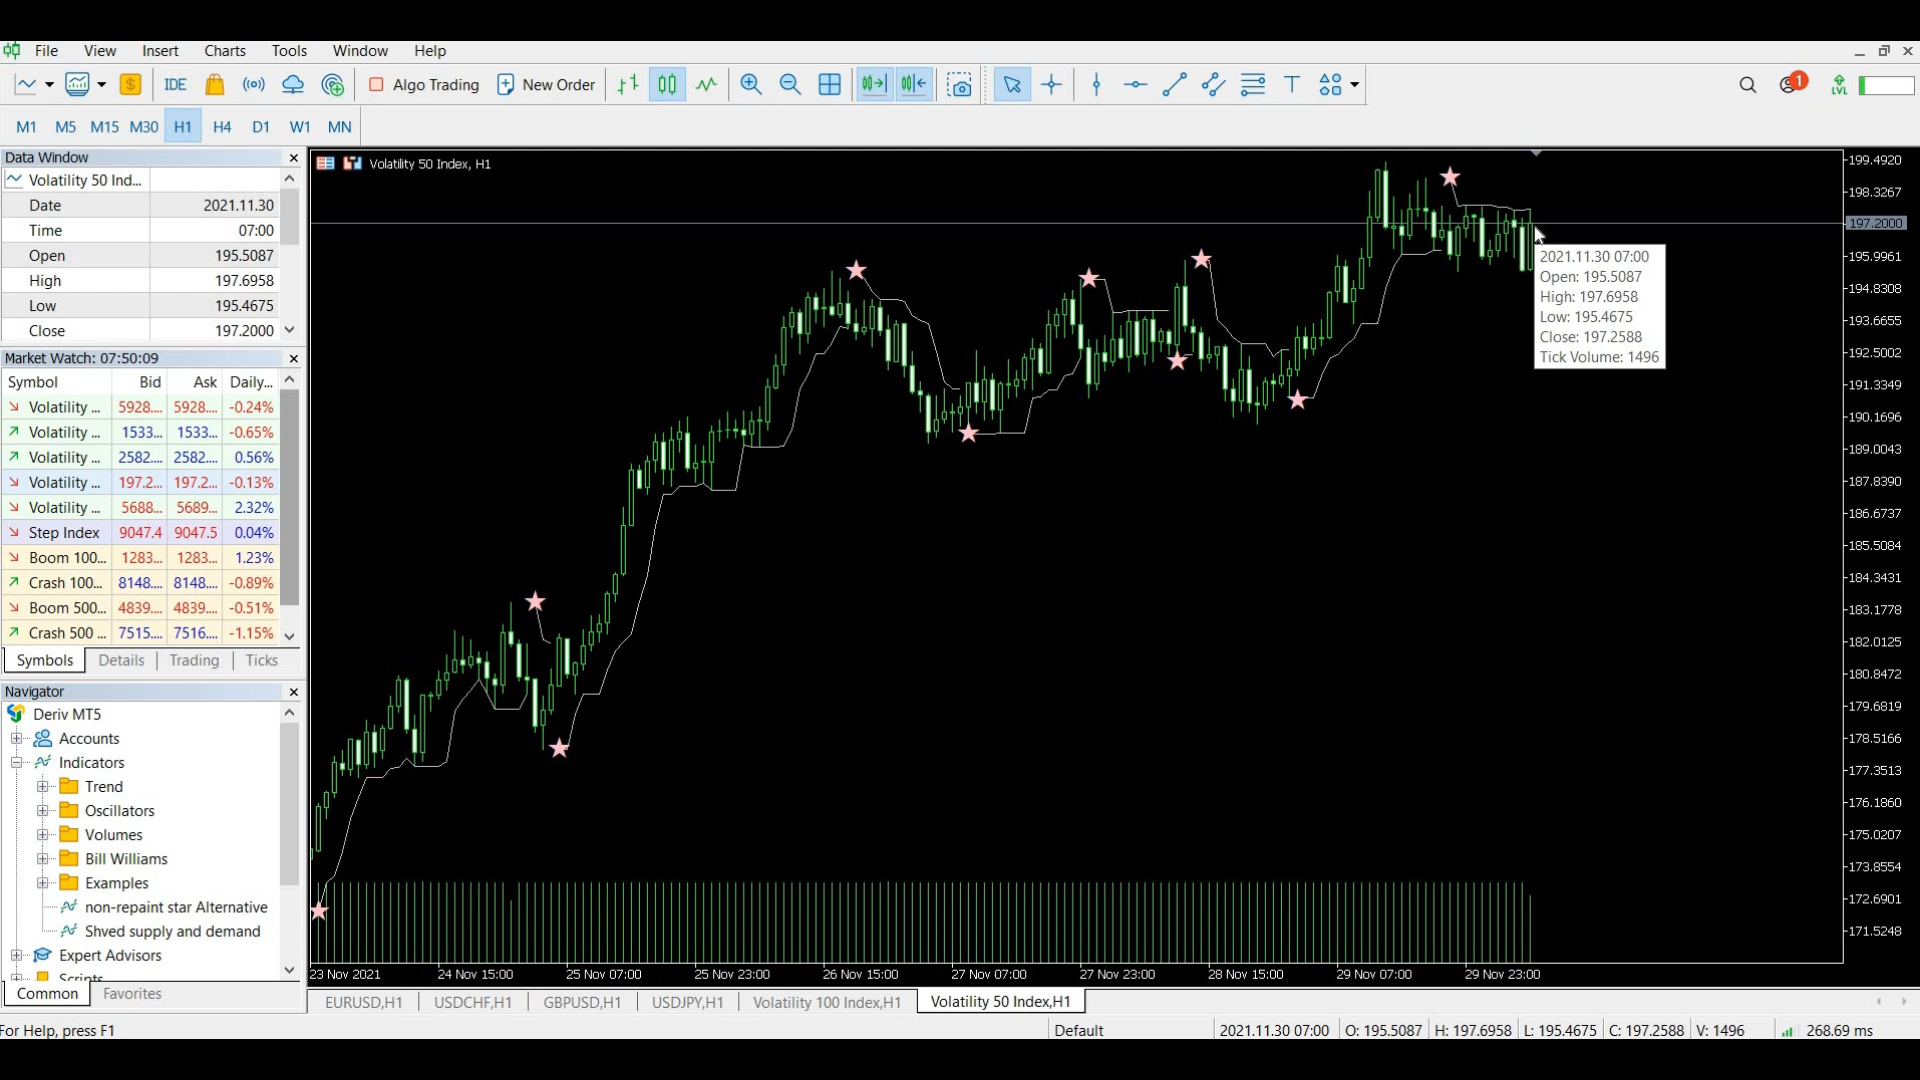 File View Insert Charts Tools Window Help
IDE Algo Trading New Order 1 LVL
M1 M5 M15 M30 H1 H4 D1 W1 MN
Data Window
Volatility 50 Ind...
Date 2021.11.30
Time 07:00
Open 195.5087
High 197.6958
Low 195.4675
Close 197.2000
Market Watch: 07:50:09
Symbol Bid Ask Daily...
Volatility ... 5928.... 5928.... -0.24%
Volatility ... 1533... 1533... -0.65%
Volatility ... 2582.... 2582.... 0.56%
Volatility ... 197.2... 197.2... -0.13%
Volatility ... 5688... 5689... 2.32%
Step Index 9047.4 9047.5 0.04%
Boom 100... 1283... 1283... 1.23%
Crash 100... 8148.... 8148.... -0.89%
Boom 500... 4839.... 4839.... -0.51%
Crash 500 ... 7515.... 7516.... -1.15%
Symbols Details Trading Ticks
Navigator
Deriv MT5
Accounts
Indicators
Trend
Oscillators
Volumes
Bill Williams
Examples
non-repaint star Alternative
Shved supply and demand
Expert Advisors
Scripts
Common Favorites
Volatility 50 Index, H1
2021.11.30 07:00
Open: 195.5087
High: 197.6958
Low: 195.4675
Close: 197.2588
Tick Volume: 1496
199.4920
198.3267
197.2000
195.9961
194.8308
193.6655
192.5002
191.3349
190.1696
189.0043
187.8390
186.6737
185.5084
184.3431
183.1778
182.0125
180.8472
179.6819
178.5166
177.3513
176.1860
175.0207
173.8554
172.6901
171.5248
23 Nov 2021 24 Nov 15:00 25 Nov 07:00 25 Nov 23:00 26 Nov 15:00 27 Nov 07:00 27 Nov 23:00 28 Nov 15:00 29 Nov 07:00 29 Nov 23:00
EURUSD,H1 USDCHF,H1 GBPUSD,H1 USDJPY,H1 Volatility 100 Index,H1 Volatility 50 Index,H1
For Help, press F1 Default 2021.11.30 07:00 O: 195.5087 H: 197.6958 L: 195.4675 C: 197.2588 V: 1496 268.69 ms